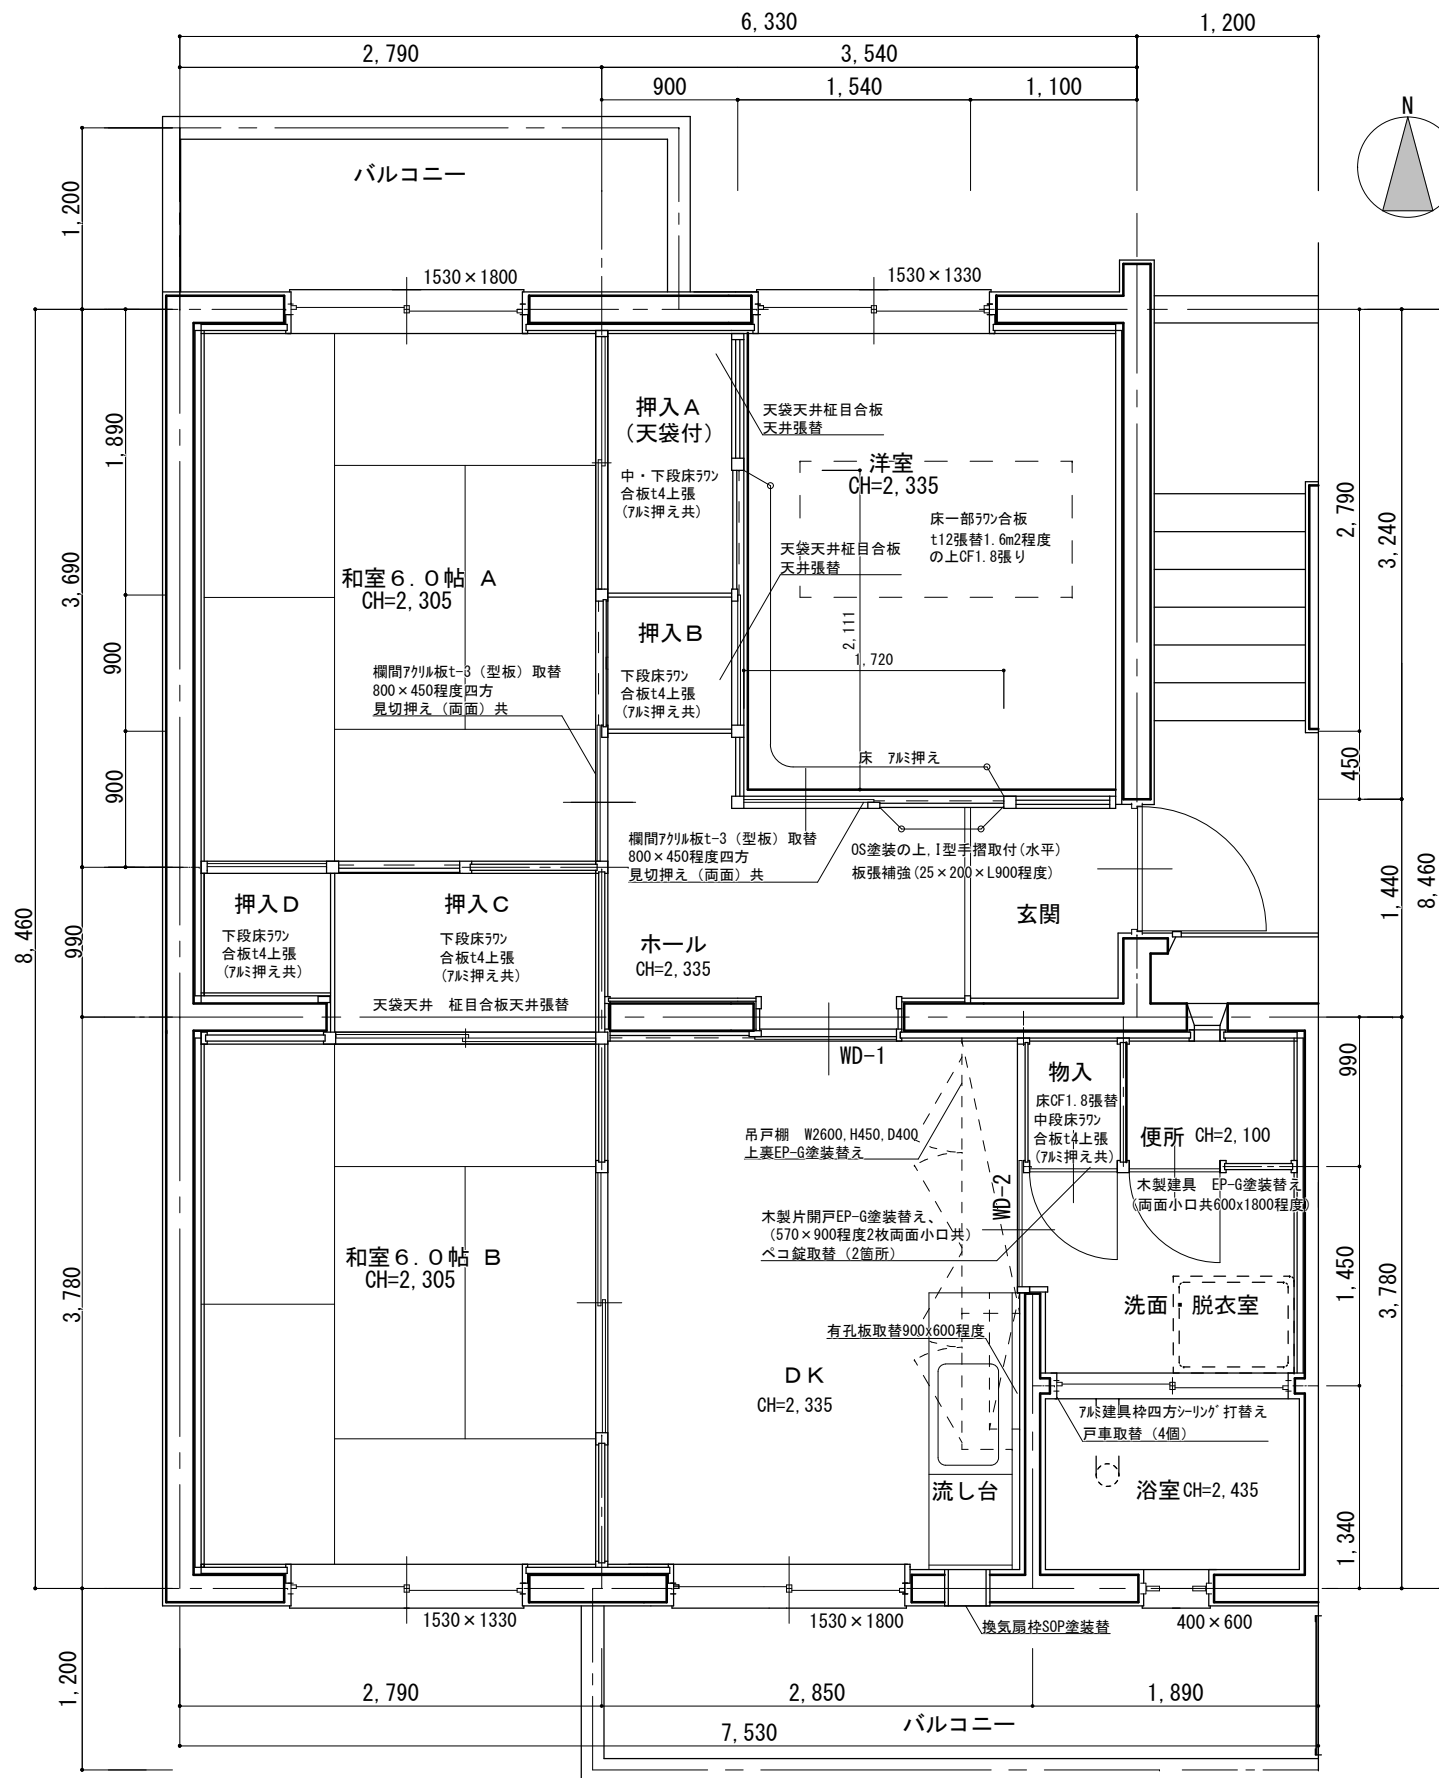 6,330
1,200
2,790
3,540
900
1,540
1,100
N
バルコニー
1,200
1530×1800
1530×1330
1,890
3,690
900
900
8,460
990
3,780
1,200
押入A
(天袋付)
中・下段床ﾗﾜﾝ
合板t4上張
(ｱﾙﾐ押え共)
天袋天井柾目合板
天井張替
洋室
CH=2,335
床一部ﾗﾜﾝ合板
t12張替1.6m2程度
の上CF1.8張り
天袋天井柾目合板
天井張替
和室6.0帖 A
CH=2,305
押入B
下段床ﾗﾜﾝ
合板t4上張
(ｱﾙﾐ押え共)
2,111
1,720
欄間ｱｸﾘﾙ板t-3(型板)取替
800×450程度四方
見切押え(両面)共
床 ｱﾙﾐ押え
欄間ｱｸﾘﾙ板t-3(型板)取替
800×450程度四方
見切押え(両面)共
OS塗装の上,I型手摺取付(水平)
板張補強(25×200×L900程度)
2,790
3,240
450
1,440
8,460
押入D
下段床ﾗﾜﾝ
合板t4上張
(ｱﾙﾐ押え共)
押入C
下段床ﾗﾜﾝ
合板t4上張
(ｱﾙﾐ押え共)
天袋天井 柾目合板天井張替
ホール
CH=2,335
玄関
WD-1
物入
床CF1.8張替
中段床ﾗﾜﾝ
合板t4上張
(ｱﾙﾐ押え共)
便所 CH=2,100
990
吊戸棚 W2600,H450,D400
上裏EP-G塗装替え
木製建具 EP-G塗装替え
(両面小口共600x1800程度)
WD-2
木製片開戸EP-G塗装替え、
(570×900程度2枚両面小口共)
ペコ錠取替(2箇所)
和室6.0帖 B
CH=2,305
1,450
3,780
洗面・脱衣室
有孔板取替900x600程度
DK
CH=2,335
ｱﾙﾐ建具枠四方ｼｰﾘﾝｸﾞ打替え
戸車取替(4個)
流し台
浴室CH=2,435
1,340
1530×1330
1530×1800
換気扇枠SOP塗装替
400×600
2,790
2,850
1,890
7,530
バルコニー